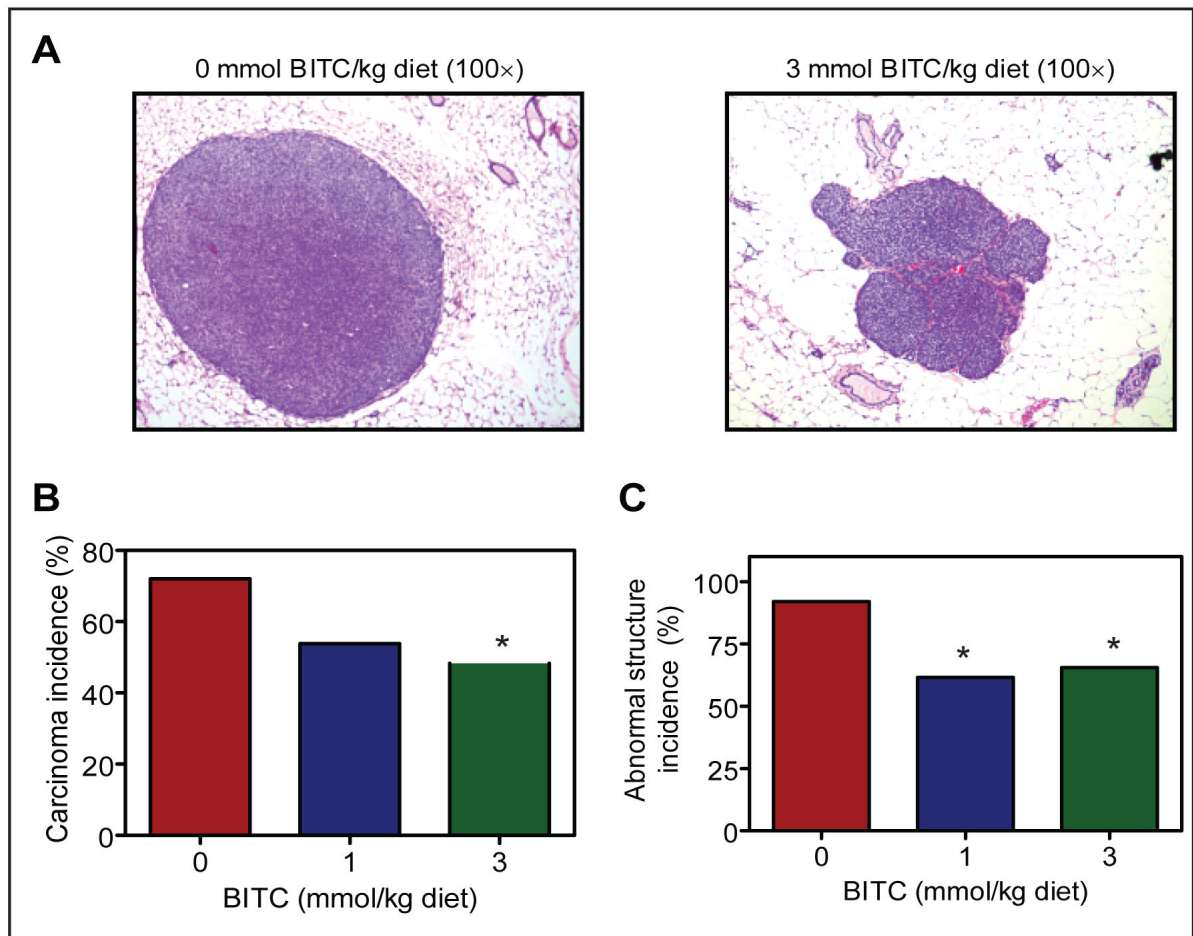 A
0 mmol BITC/kg diet (100×)
3 mmol BITC/kg diet (100×)
B
Carcinoma incidence (%)
80
60
40
20
0
*
0
1
3
BITC (mmol/kg diet)
C
Abnormal structure
incidence (%)
100
75
50
25
0
*
*
0
1
3
BITC (mmol/kg diet)